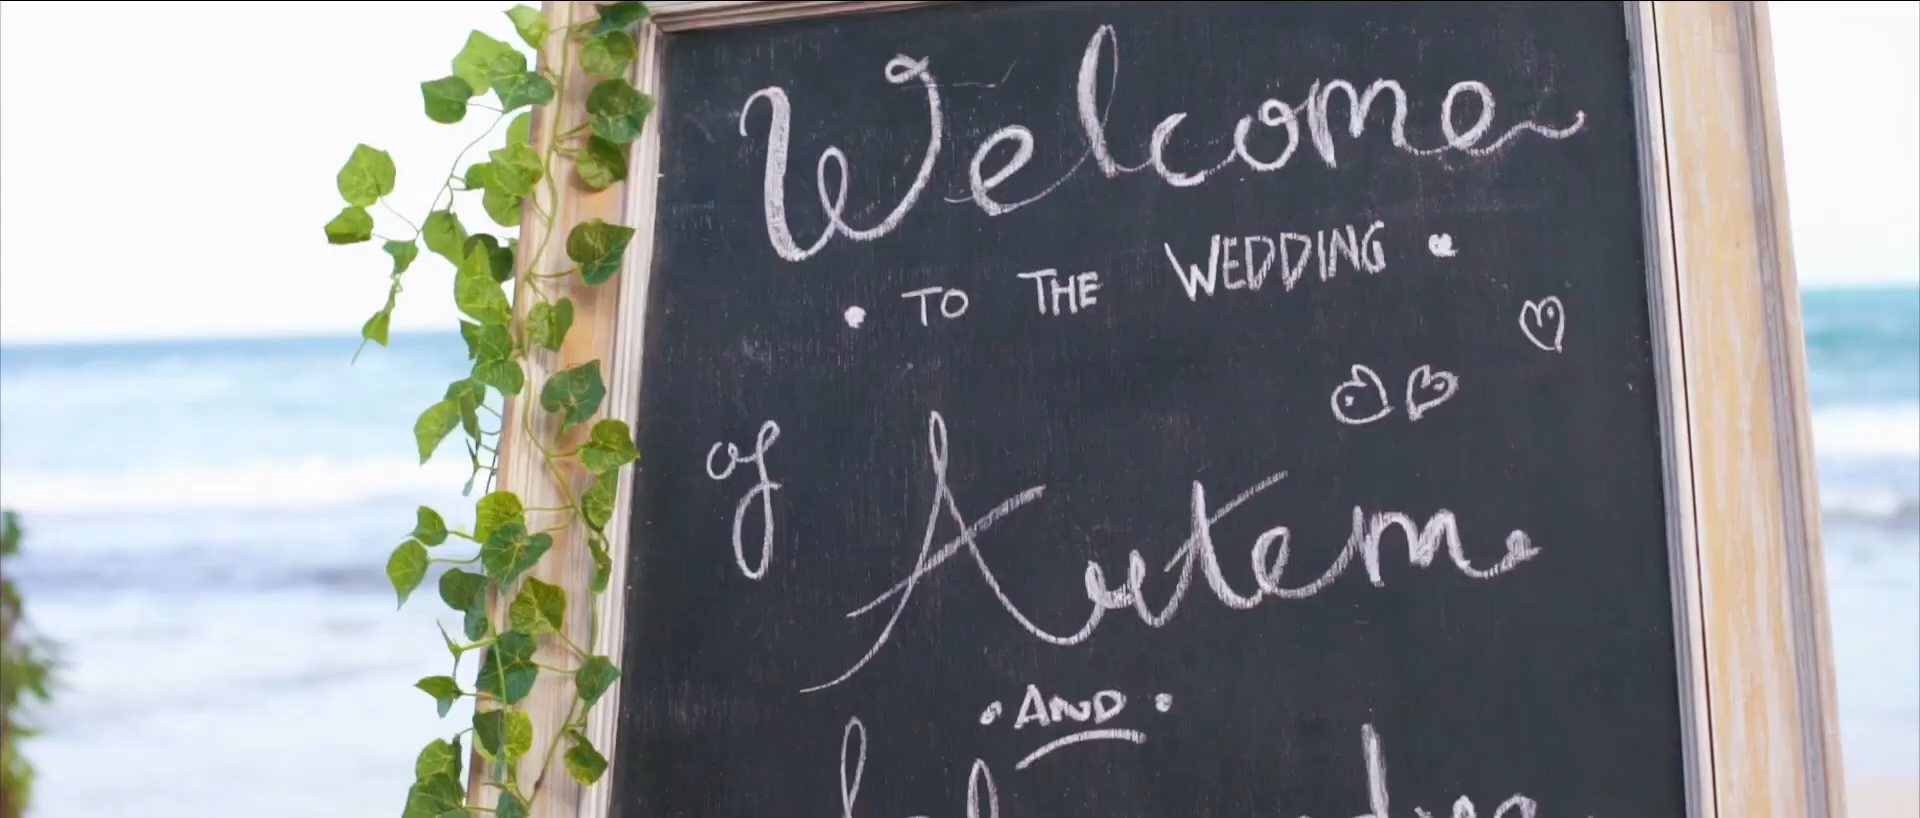 Welcome
TO THE WEDDING
of Artem
AND